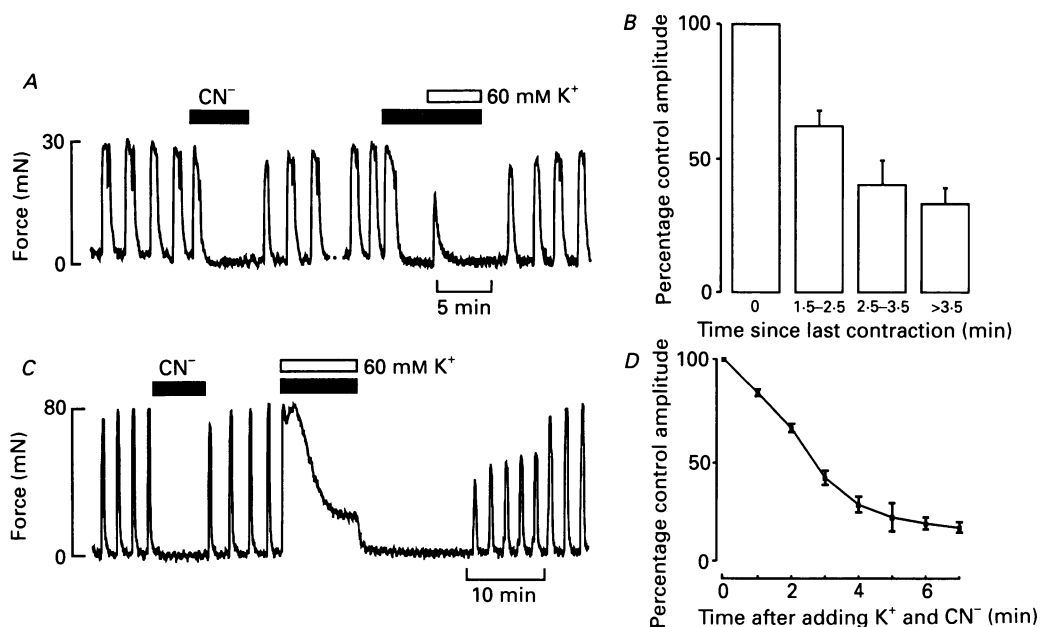 A
CN⁻
60 mM K⁺
30
0
Force (mN)
5 min
B
Percentage control amplitude
100
50
0
0
1·5–2·5
2·5–3·5
>3·5
Time since last contraction (min)
C
CN⁻
60 mM K⁺
80
0
Force (mN)
10 min
D
Percentage control amplitude
100
50
0
0
2
4
6
Time after adding K⁺ and CN⁻ (min)